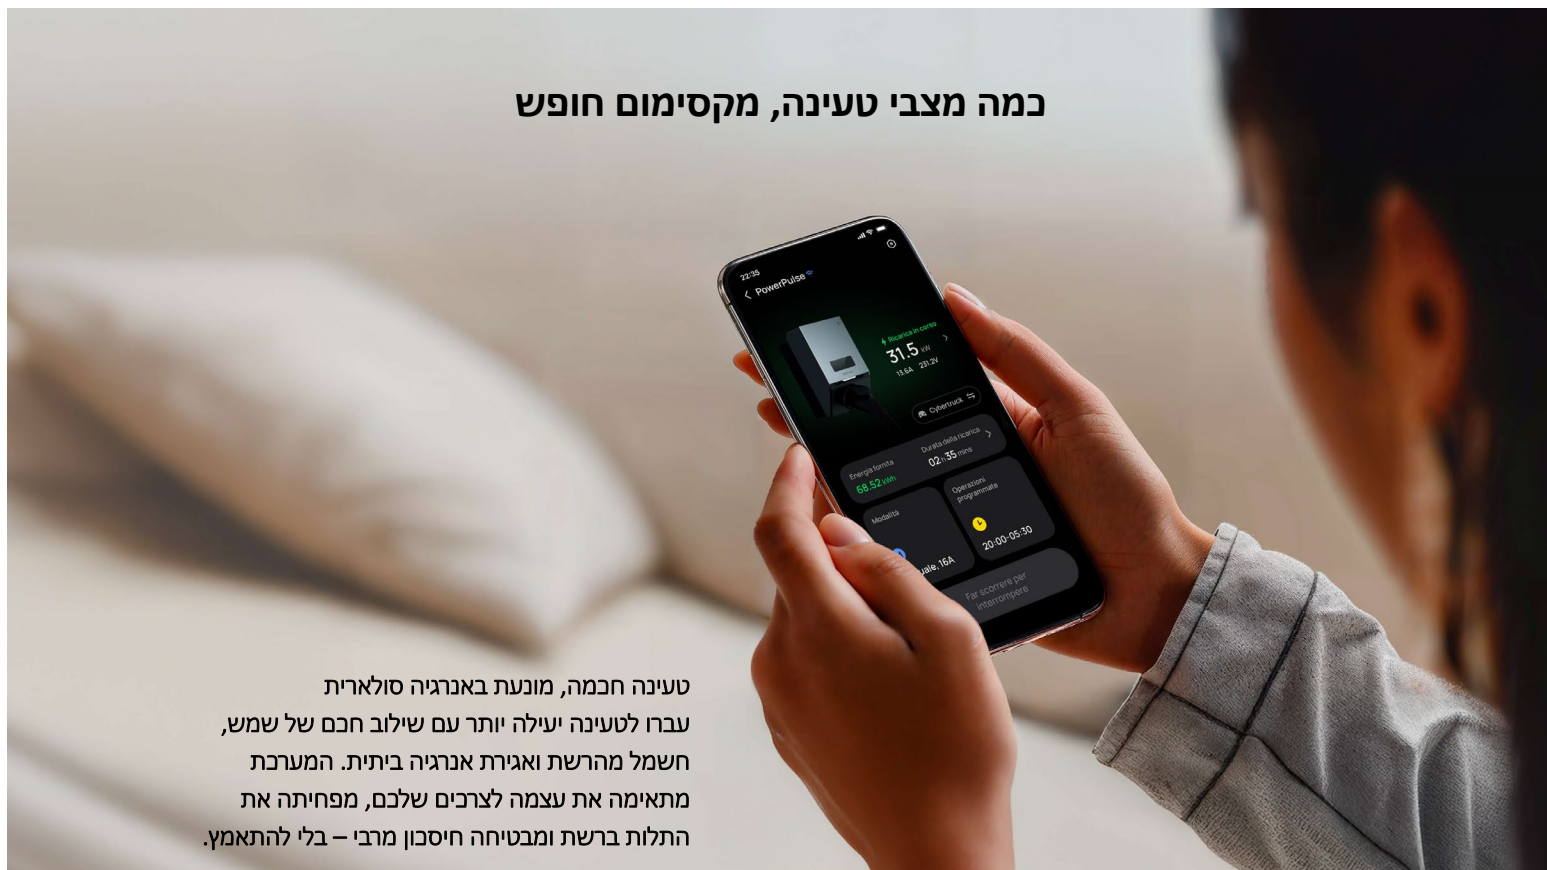 כמה מצבי טעינה, מקסימום חופש
22:35
PowerPulse
Ricarica in corso
31.5 kW
13.6A 231.2V
Cybertruck
Energia fornita
68.52 kWh
Durata della ricarica
02 h 35 mins
Modalità
16A
Operazioni
programmate
20:00-05:30
Far scorrere per
interrompere
טעינה חכמה, מונעת באנרגיה סולארית
עברו לטעינה יעילה יותר עם שילוב חכם של שמש,
חשמל מהרשת ואגירת אנרגיה ביתית. המערכת
מתאימה את עצמה לצרכים שלכם, מפחיתה את
התלות ברשת ומבטיחה חיסכון מרבי – בלי להתאמץ.